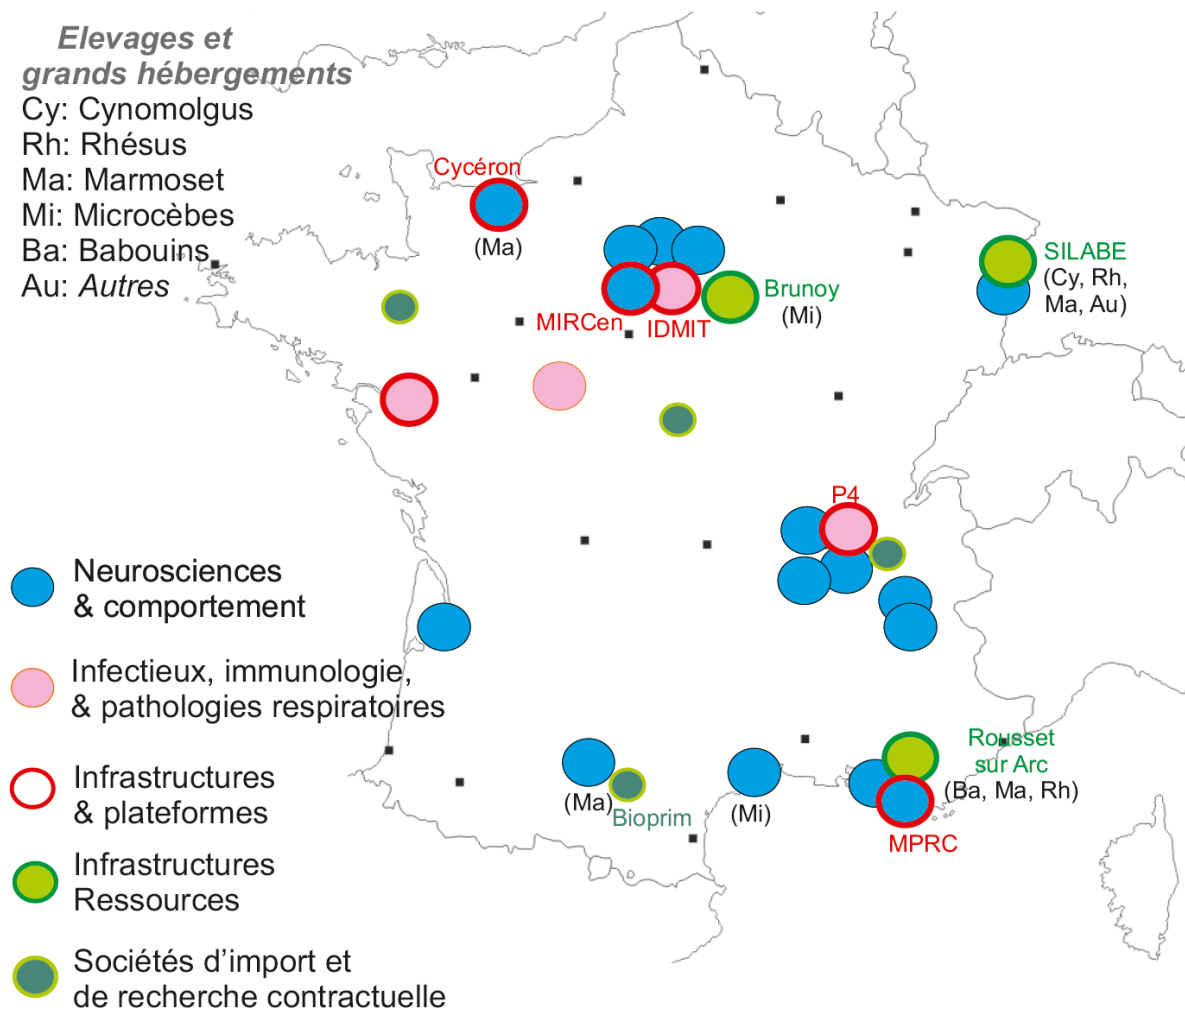 Elevages et
grands hébergements
Cy: Cynomolgus
Rh: Rhésus
Ma: Marmoset
Mi: Microcèbes
Ba: Babouins
Au: Autres
Cycéron
(Ma)
SILABE
(Cy, Rh,
Ma, Au)
Brunoy
(Mi)
MIRCen
IDMIT
P4
Neurosciences
& comportement
Infectieux, immunologie,
& pathologies respiratoires
Infrastructures
& plateformes
Infrastructures
Ressources
Sociétés d’import et
de recherche contractuelle
Rousset
sur Arc
(Ba, Ma, Rh)
(Ma)
Bioprim
(Mi)
MPRC